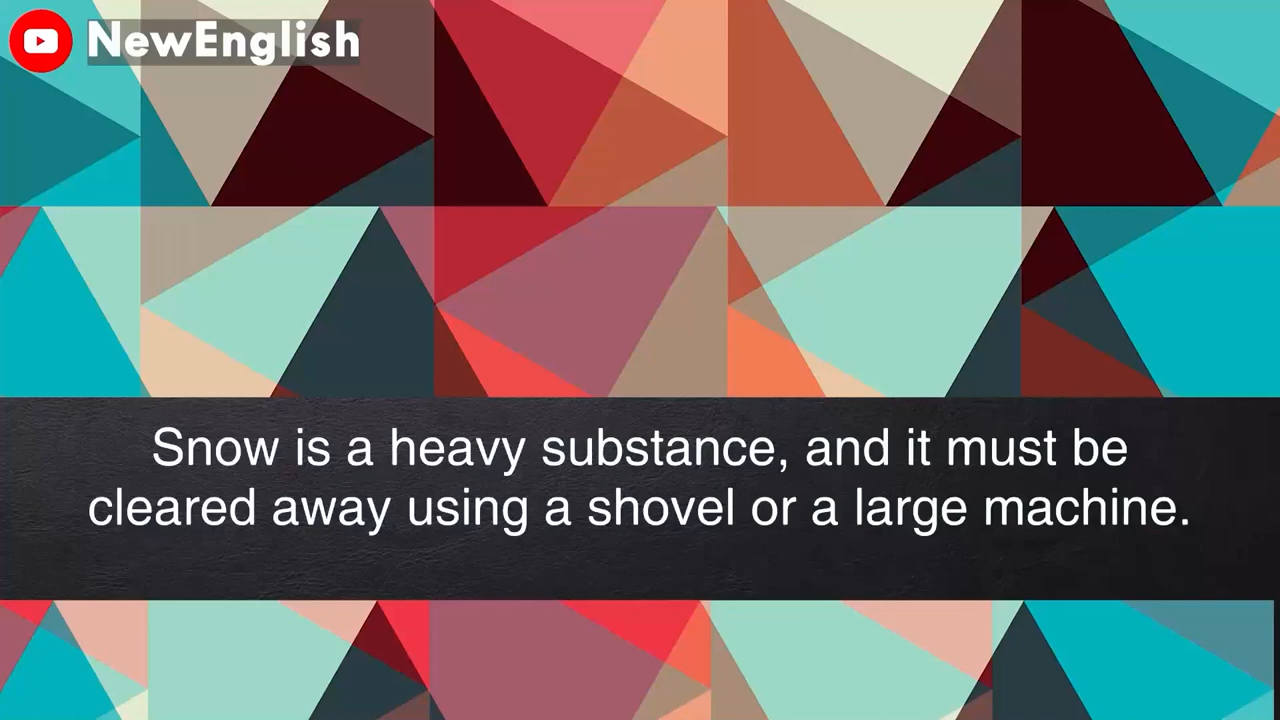 NewEnglish
Snow is a heavy substance, and it must be
cleared away using a shovel or a large machine.